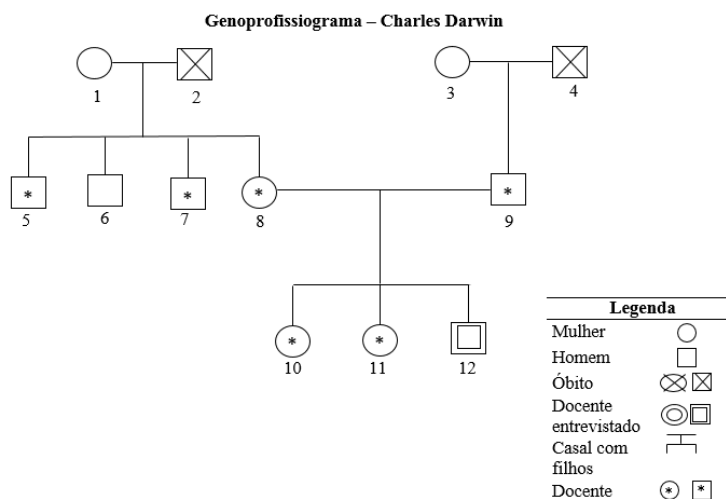 Genoprofissiograma – Charles Darwin
1
2
3
4
*
*
*
*
5
6
7
8
9
*
*
10
11
12
Legenda
Mulher
Homem
Óbito
Docente
entrevistado
Casal com
filhos
Docente * *